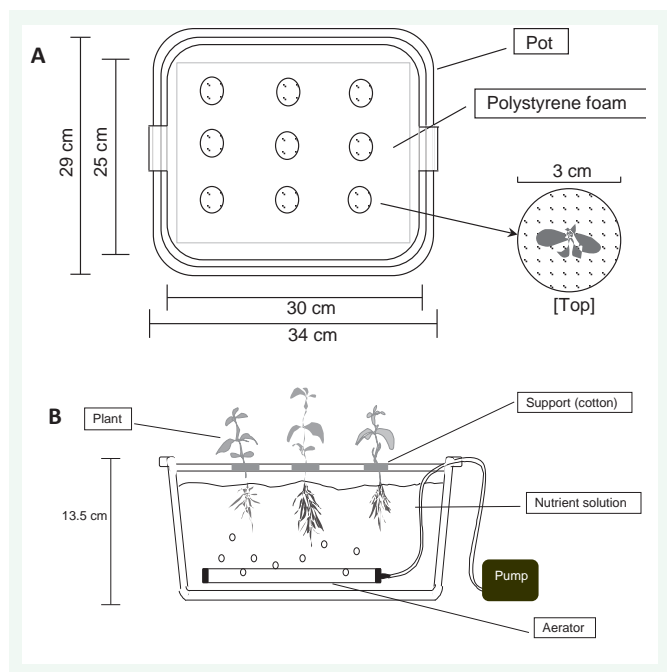 A
Pot
Polystyrene foam
29 cm
25 cm
3 cm
[Top]
30 cm
34 cm
B
Plant
Support (cotton)
13.5 cm
Nutrient solution
Pump
Aerator